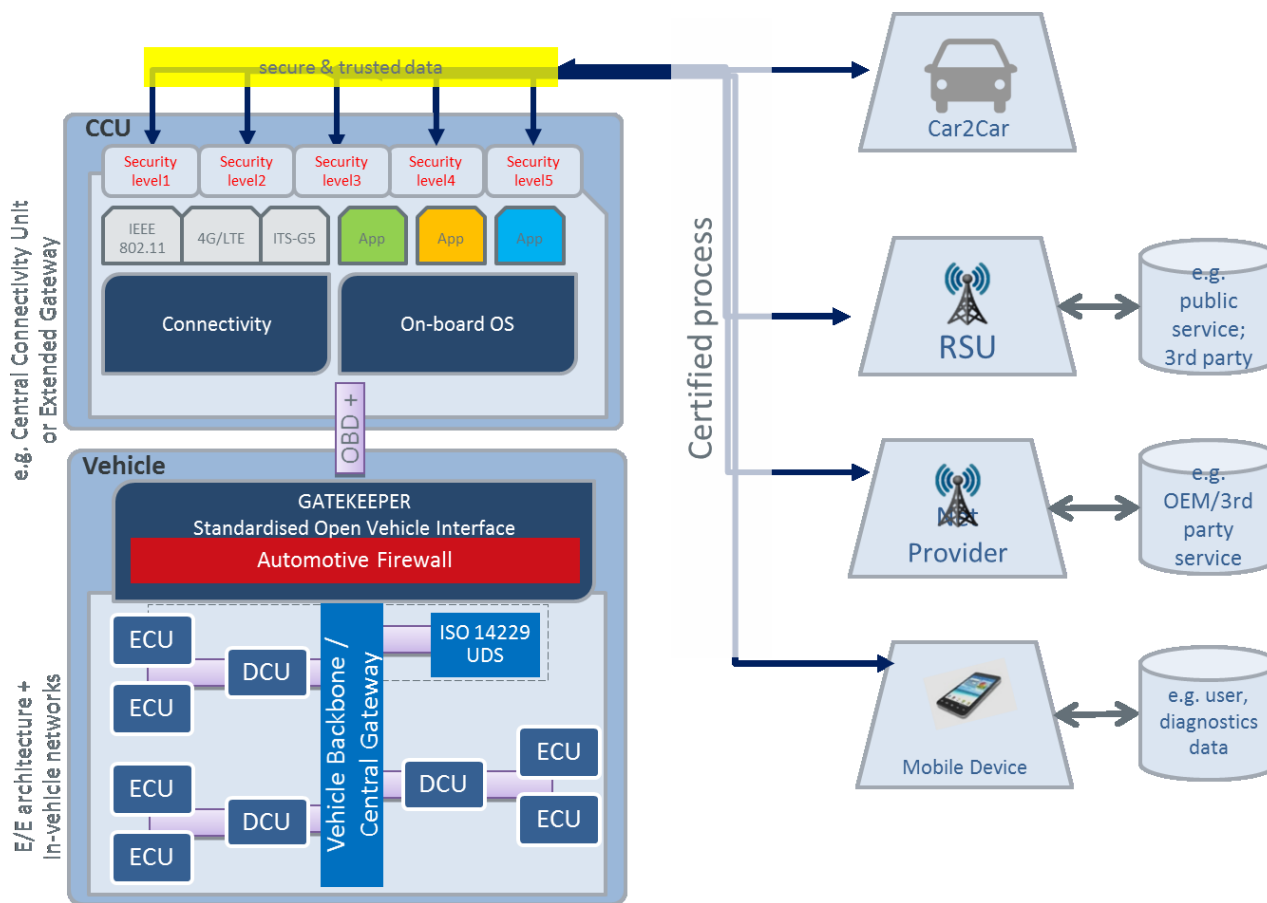 secure & trusted data
CCU
Security
level1
Security
level2
Security
level3
Security
level4
Security
level5
IEEE
802.11
4G/LTE
ITS-G5
App
App
App
Connectivity
On-board OS
e.g. Central Connectivity Unit
or Extended Gateway
OBD +
Vehicle
GATEKEEPER
Standardised Open Vehicle Interface
Automotive Firewall
ECU
ECU
DCU
ISO 14229
UDS
Vehicle Backbone /
Central Gateway
ECU
ECU
DCU
DCU
ECU
ECU
E/E architecture +
In-vehicle networks
Certified process
Car2Car
RSU
e.g.
public
service;
3rd party
Provider
e.g.
OEM/3rd
party
service
Mobile Device
e.g. user,
diagnostics
data